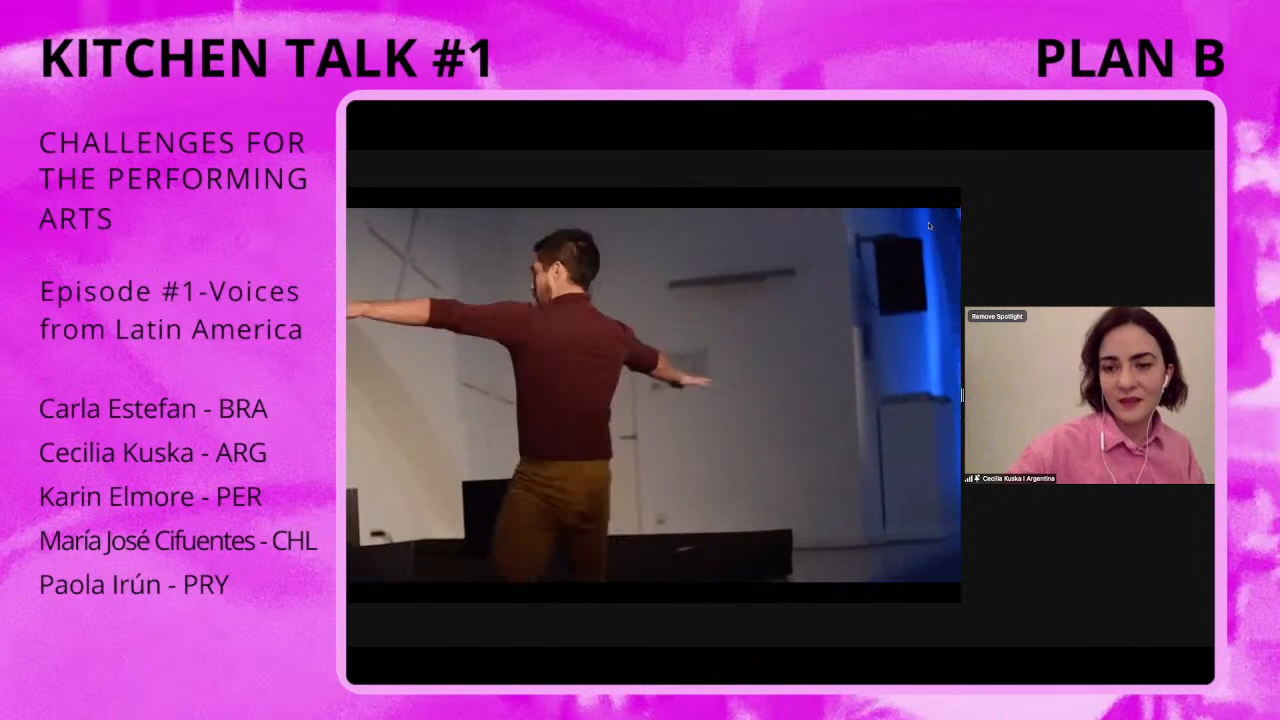 KITCHEN TALK #1
PLAN B
CHALLENGES FOR
THE PERFORMING
ARTS
Episode #1-Voices
from Latin America
Carla Estefan - BRA
Cecilia Kuska - ARG
Karin Elmore - PER
María José Cifuentes - CHL
Paola Irún - PRY
Remove Spotlight
Cecilia Kuska I Argentina